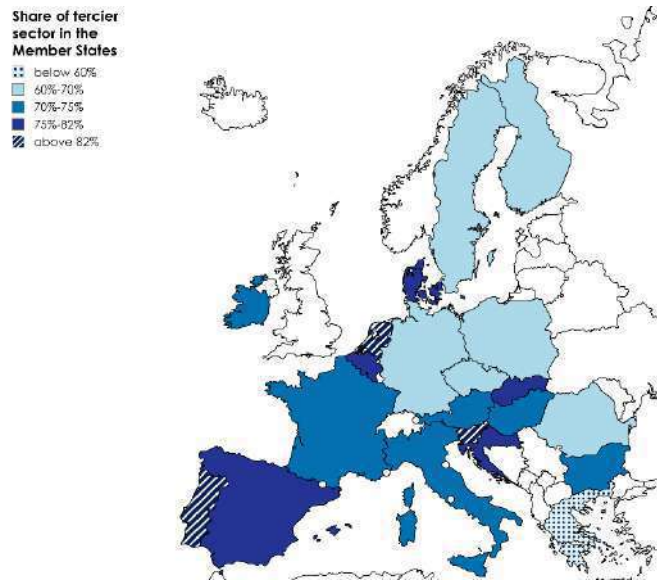 Share of tercier
sector in the
Member States
below 60%
60%-70%
70%-75%
75%-82%
above 82%